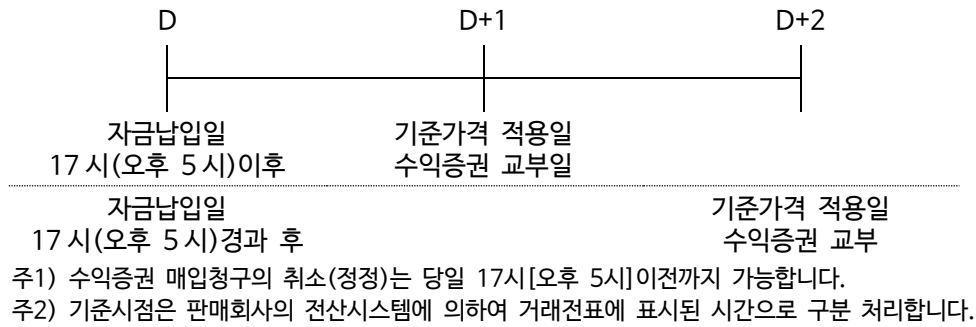 D D+1 D+2
자금납입일 기준가격 적용일
17 시(오후 5 시)이후 수익증권 교부일
자금납입일 기준가격 적용일
17 시(오후 5 시)경과 후 수익증권 교부
주1) 수익증권 매입청구의 취소(정정)는 당일 17시[오후 5시]이전까지 가능합니다.
주2) 기준시점은 판매회사의 전산시스템에 의하여 거래전표에 표시된 시간으로 구분 처리합니다.